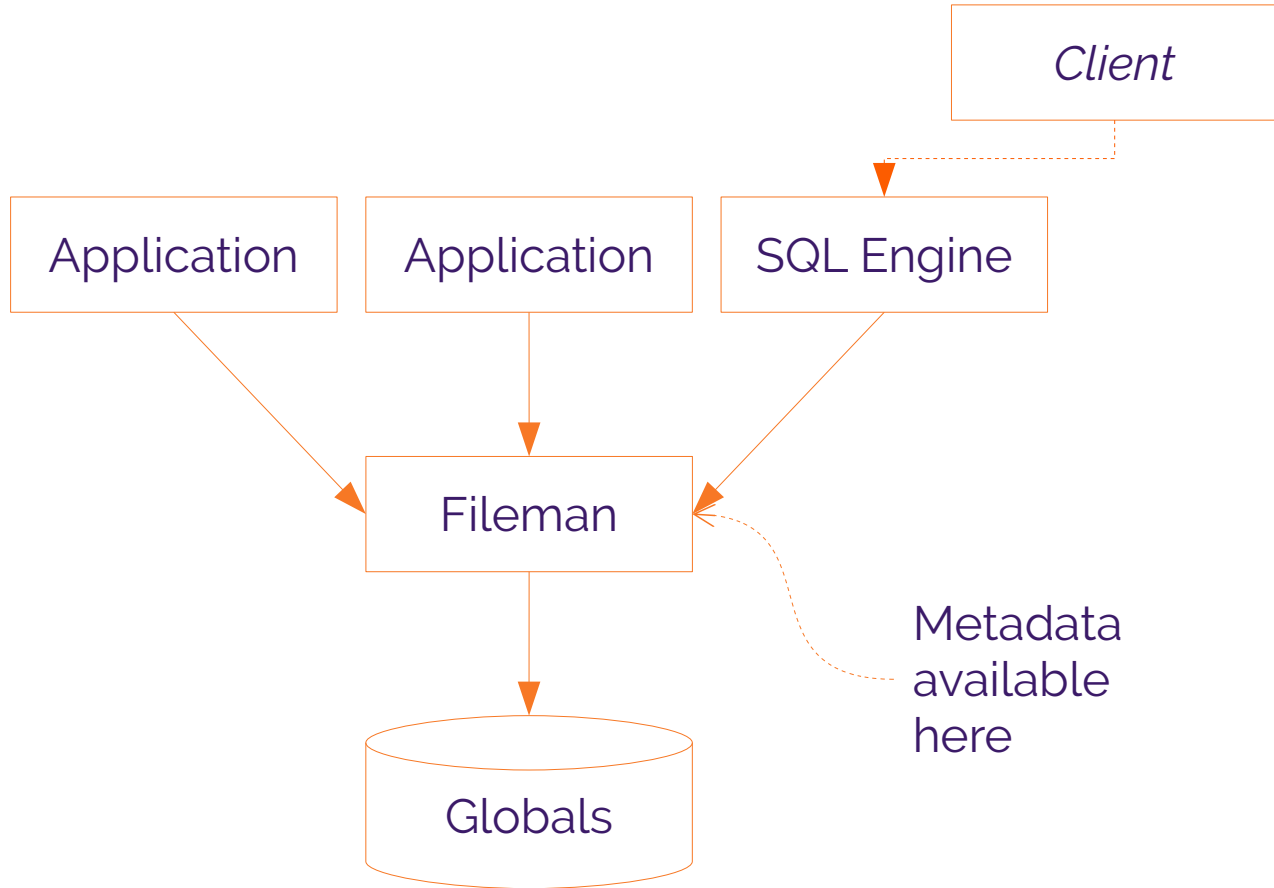 Client
Application
Application
SQL Engine
Fileman
Metadata
available
here
Globals